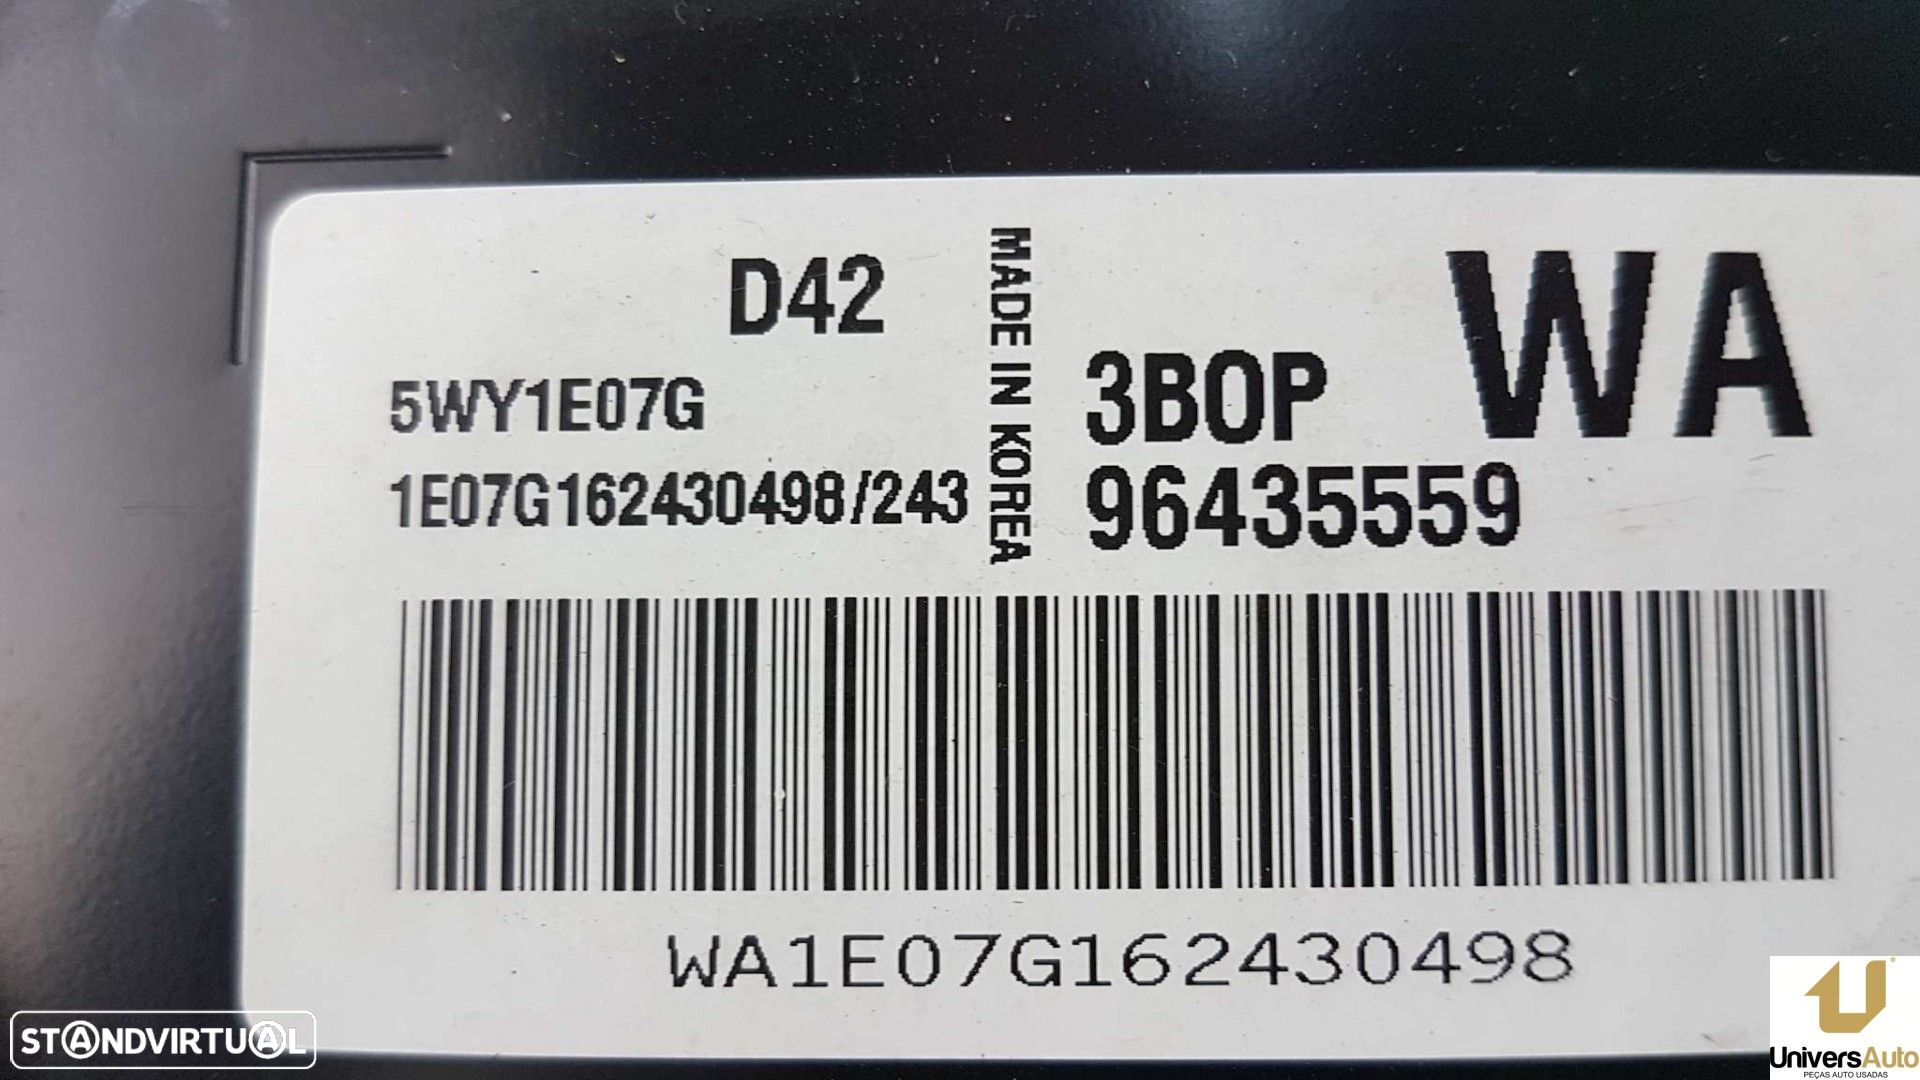 D42
5WY1E07G
1E07G162430498/243
MADE IN KOREA
WA
3BOP
96435559
WA1E07G162430498
STANDVIRTUAL
UniversAuto
PEÇAS AUTO USADAS